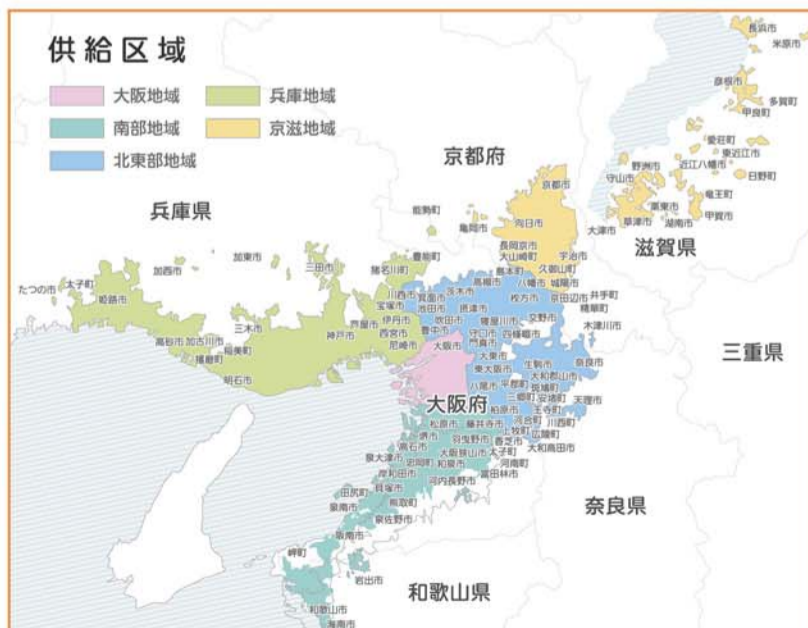 供給区域
大阪地域
兵庫地域
南部地域
京滋地域
北東部地域
京都府
兵庫県
滋賀県
三重県
大阪府
奈良県
和歌山県
長浜市
米原市
彦根市
多賀町
甲良町
愛荘町
東近江市
近江八幡市
日野町
野洲市
守山市
竜王町
栗東市
草津市
湖南市
甲賀市
大津市
京都市
向日市
亀岡市
能勢町
長岡京市
大山崎町
宇治市
久御山町
島本町
八幡市
城陽市
京田辺市
井手町
精華町
木津川市
豊能町
猪名川町
三田市
加東市
加西市
たつの市
太子町
姫路市
川西市
宝塚市
箕面市
池田市
茨木市
高槻市
摂津市
枚方市
吹田市
寝屋川市
交野市
豊中市
守口市
四條畷市
門真市
伊丹市
芦屋市
西宮市
尼崎市
神戸市
三木市
高砂市
加古川市
稲美町
播磨町
明石市
大阪市
大東市
東大阪市
生駒市
奈良市
大和郡山市
八尾市
平群町
斑鳩町
三郷町
安堵町
天理市
柏原市
王寺町
河合町
川西町
上牧町
広陵町
香芝市
大和高田市
松原市
藤井寺市
堺市
羽曳野市
高石市
大阪狭山市
太子町
泉大津市
忠岡町
和泉市
河南町
岸和田市
富田林市
貝塚市
河内長野市
田尻町
熊取町
泉南市
泉佐野市
阪南市
岬町
岩出市
和歌山市
海南市